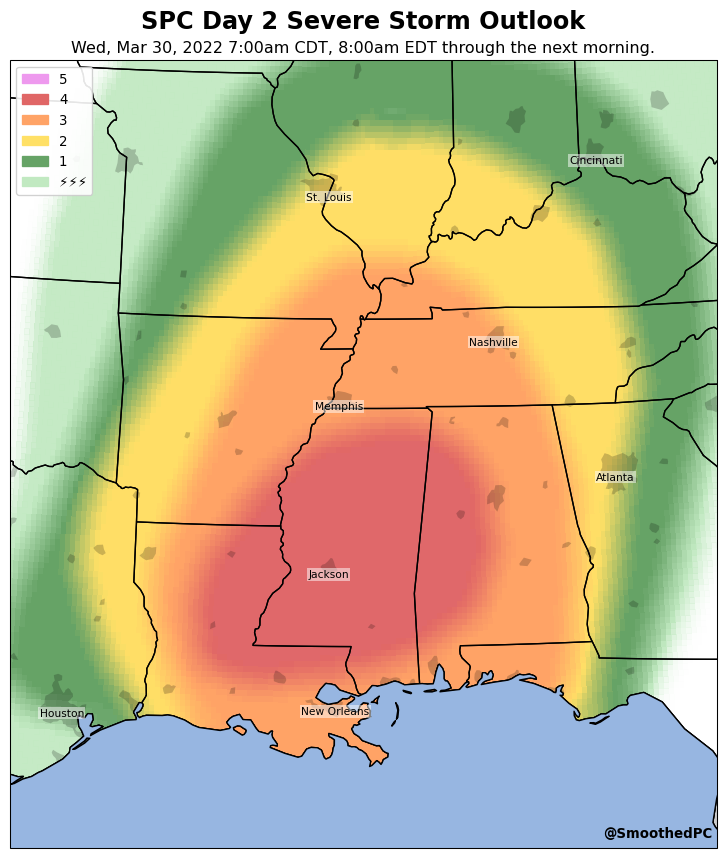 SPC Day 2 Severe Storm Outlook
Wed, Mar 30, 2022 7:00am CDT, 8:00am EDT through the next morning.
5
4
3
2
1
⚡⚡⚡
Cincinnati
St. Louis
Nashville
Memphis
Atlanta
Jackson
New Orleans
Houston
@SmoothedPC